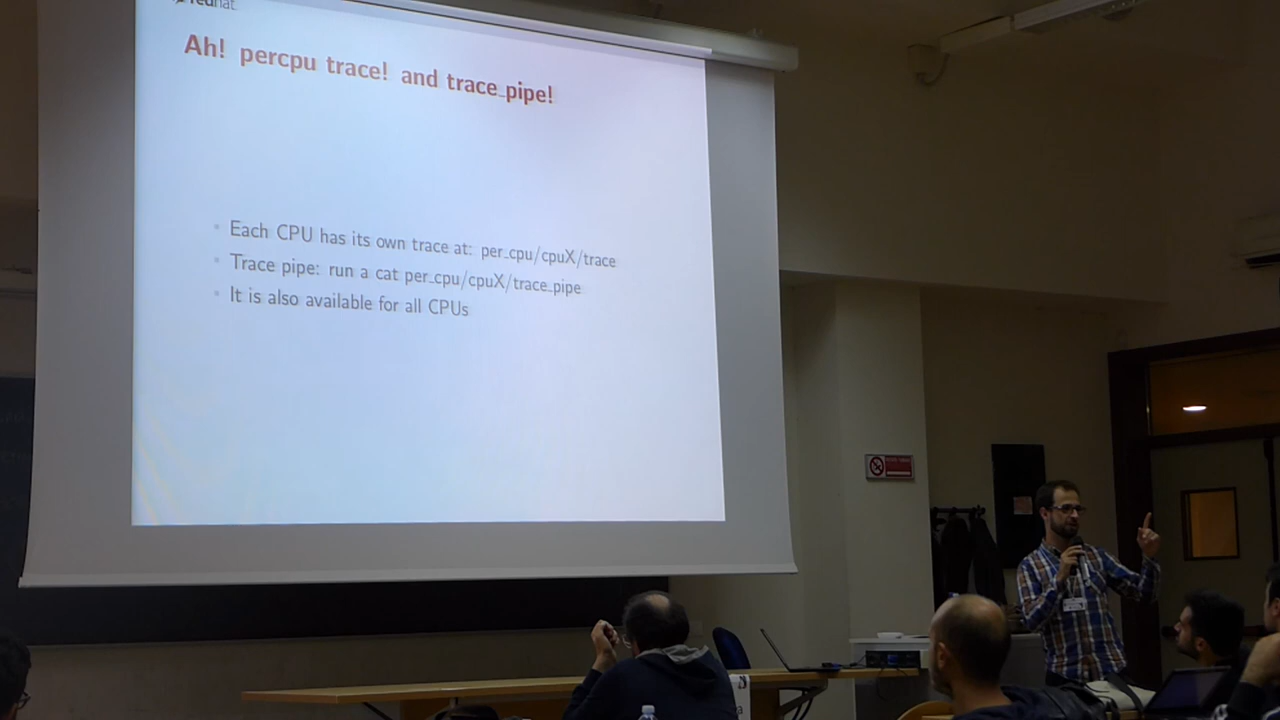 redhat.
Ah! percpu trace! and trace_pipe!
Each CPU has its own trace at: per_cpu/cpuX/trace
Trace pipe: run a cat per_cpu/cpuX/trace_pipe
It is also available for all CPUs